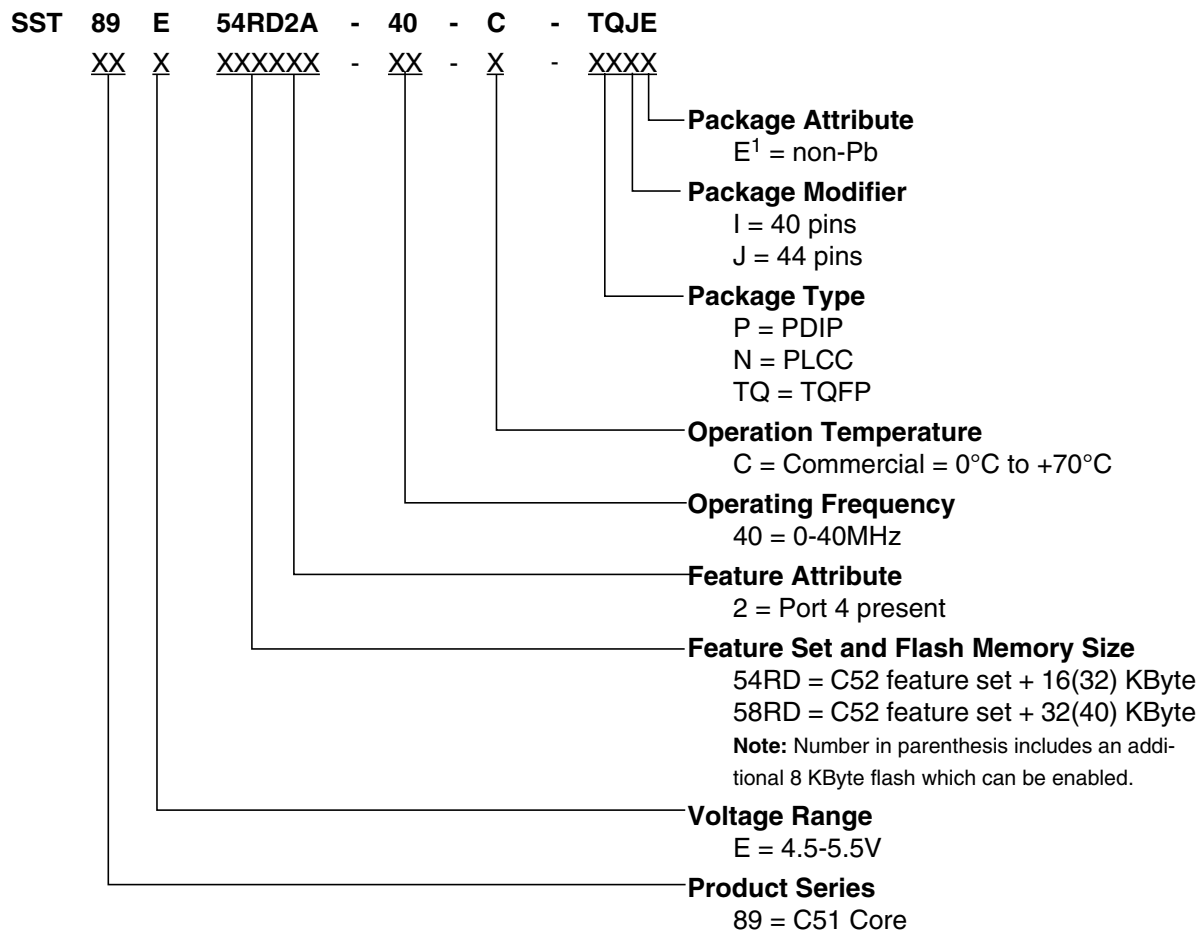 SST 89 E 54RD2A - 40 - C - TQJE
XX X XXXXXX - XX - X - XXXX
Package Attribute
E1 = non-Pb
Package Modifier
I = 40 pins
J = 44 pins
Package Type
P = PDIP
N = PLCC
TQ = TQFP
Operation Temperature
C = Commercial = 0°C to +70°C
Operating Frequency
40 = 0-40MHz
Feature Attribute
2 = Port 4 present
Feature Set and Flash Memory Size
54RD = C52 feature set + 16(32) KByte
58RD = C52 feature set + 32(40) KByte
Note: Number in parenthesis includes an addi-
tional 8 KByte flash which can be enabled.
Voltage Range
E = 4.5-5.5V
Product Series
89 = C51 Core